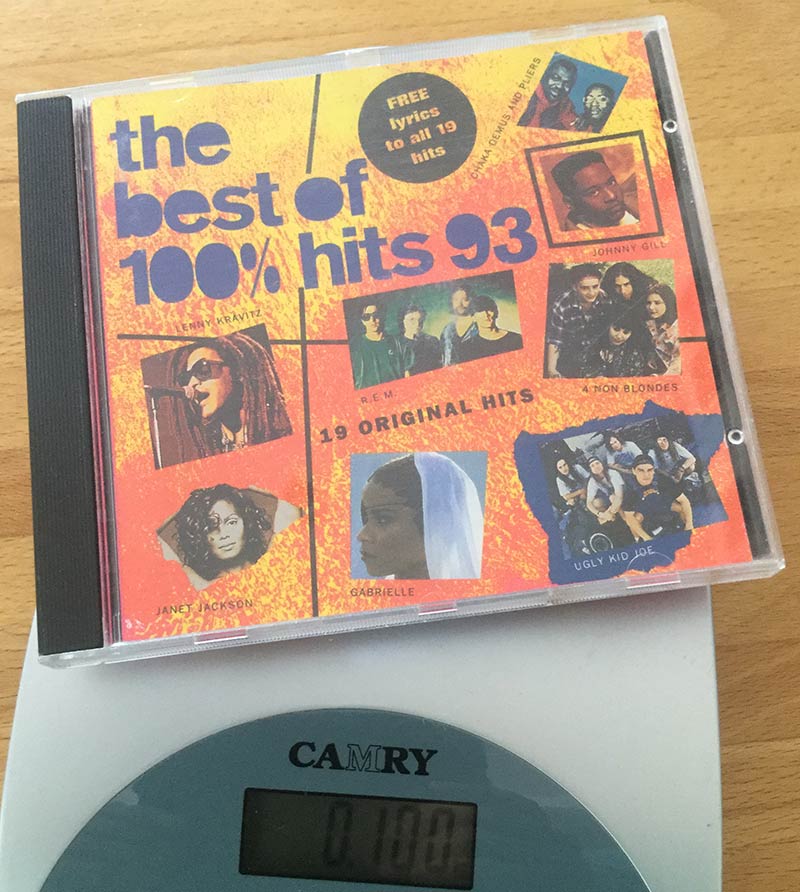 the
best of
100% hits 93
FREE
lyrics
to all 19
hits
CHAKA DEMUS AND PLIERS
JOHNNY GILL
LENNY KRAVITZ
R.E.M.
4 NON BLONDES
19 ORIGINAL HITS
JANET JACKSON
GABRIELLE
UGLY KID JOE
CAMRY
0.100